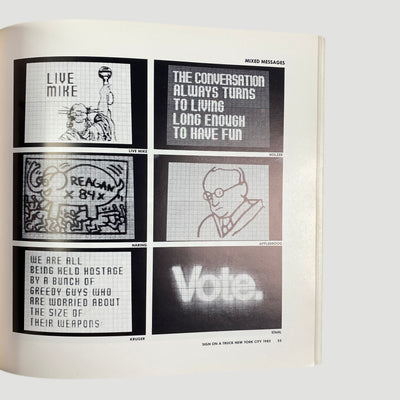 MIXED MESSAGES
LIVE
MIKE
LIVE MIKE
THE CONVERSATION
ALWAYS TURNS
TO LIVING
LONG ENOUGH
TO HAVE FUN
HOLZER
REAGAN
X 84 X
HARING
APPLEBROOG
WE ARE ALL
BEING HELD HOSTAGE
BY A BUNCH OF
GREEDY GUYS WHO
ARE WORRIED ABOUT
THE SIZE OF
THEIR WEAPONS
KRUGER
Vote.
SIGN ON A TRUCK NEW YORK CITY